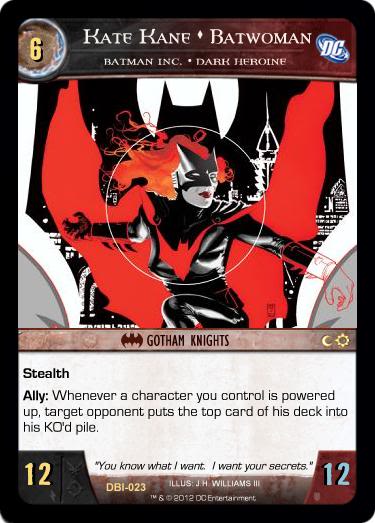 6
Kate Kane ♦ Batwoman
DC
Batman Inc. • Dark Heroine
GOTHAM KNIGHTS
Stealth
Ally: Whenever a character you control is powered
up, target opponent puts the top card of his deck into
his KO'd pile.
12
"You know what I want. I want your secrets."
12
DBI-023
ILLUS: J.H. WILLIAMS III
™ & © 2012 DC Entertainment